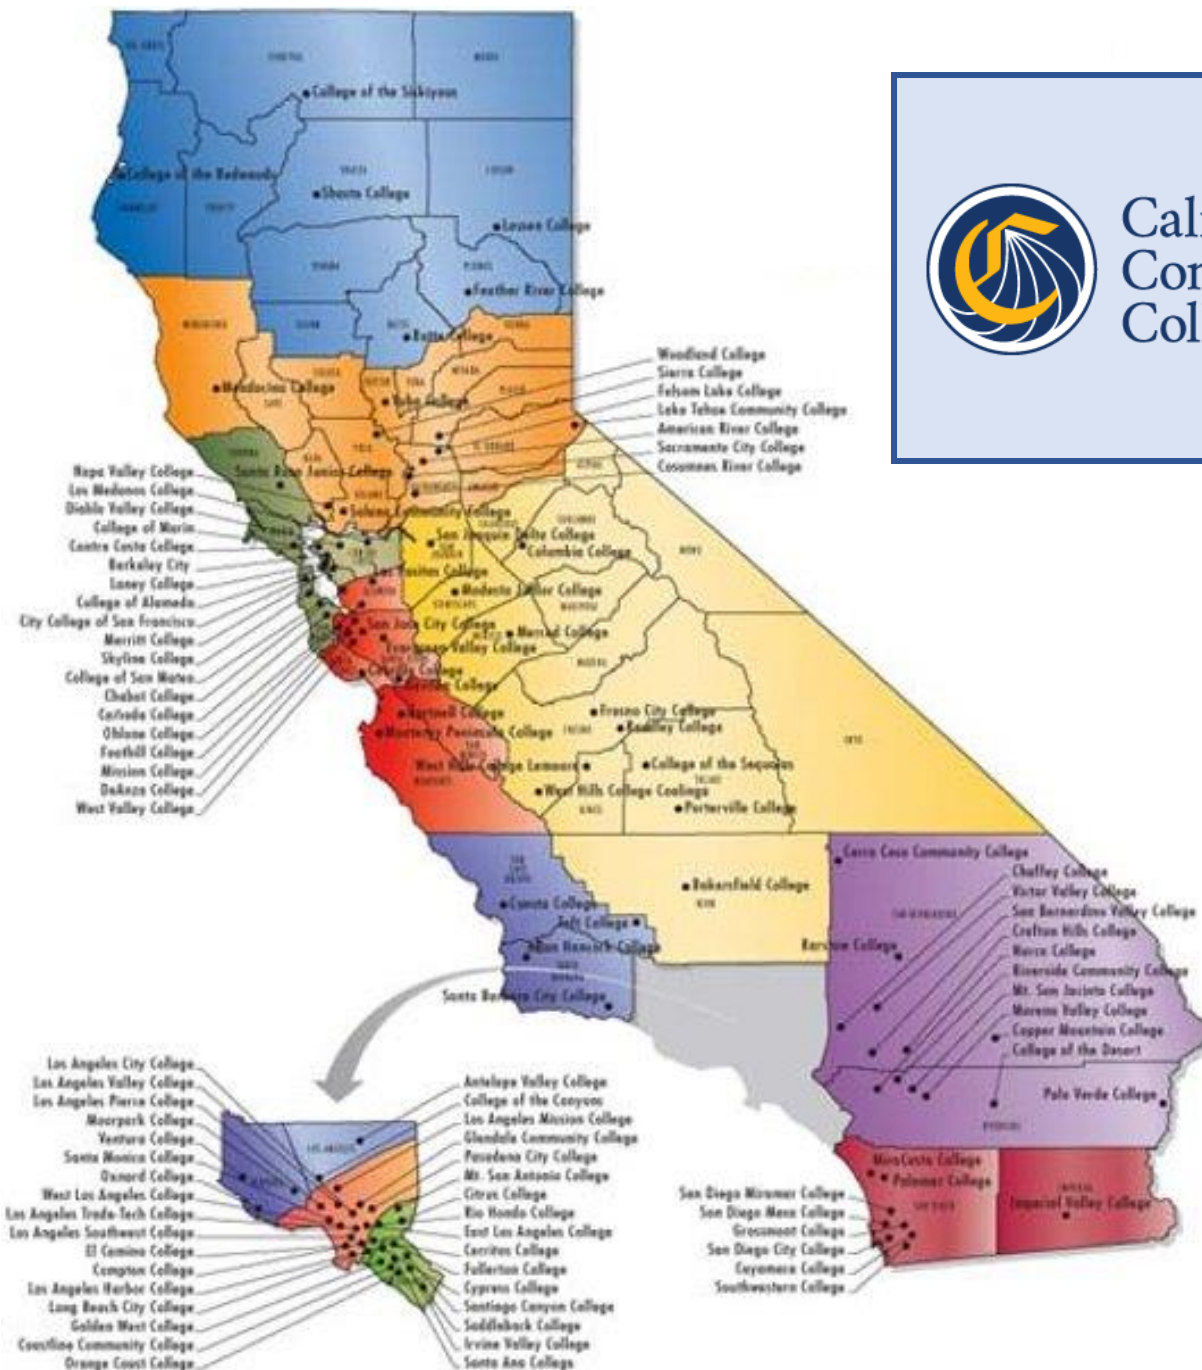 College of the Siskiyous
College of the Redwoods
Shasta College
Lassen College
Feather River College
Butte College
Cali
Con
Col
Mendocino College
Yuba College
Woodland College
Sierra College
Folsom Lake College
Lake Tahoe Community College
American River College
Sacramento City College
Cosumnes River College
Santa Rosa Junior College
Solano Community College
Napa Valley College
Los Medanos College
Diablo Valley College
College of Marin
Contra Costa College
Berkeley City
Laney College
College of Alameda
City College of San Francisco
Merritt College
Skyline College
College of San Mateo
Chabot College
Cañada College
Ohlone College
Foothill College
Mission College
DeAnza College
West Valley College
San Joaquin Delta College
Columbia College
Las Positas College
Modesto Junior College
San Jose City College
Merced College
Evergreen Valley College
Cabrillo College
Hartnell College
Monterey Peninsula College
Fresno City College
Reedley College
West Hills College Lemoore
College of the Sequoias
West Hills College Coalinga
Porterville College
INYO
MONO
Cerro Coso Community College
Bakersfield College
KERN
Cuesta College
Taft College
Allan Hancock College
Santa Barbara City College
Chaffey College
Victor Valley College
San Bernardino Valley College
Crafton Hills College
Barstow College
Norco College
Riverside Community College
Mt. San Jacinto College
Moreno Valley College
Copper Mountain College
College of the Desert
Palo Verde College
MiraCosta College
Palomar College
Imperial Valley College
San Diego Miramar College
San Diego Mesa College
Grossmont College
San Diego City College
Cuyamaca College
Southwestern College
Los Angeles City College
Los Angeles Valley College
Los Angeles Pierce College
Moorpark College
Ventura College
Santa Monica College
Oxnard College
West Los Angeles College
Los Angeles Trade-Tech College
Los Angeles Southwest College
El Camino College
Compton College
Los Angeles Harbor College
Long Beach City College
Golden West College
Coastline Community College
Orange Coast College
LOS ANGELES
Antelope Valley College
College of the Canyons
Los Angeles Mission College
Glendale Community College
Pasadena City College
Mt. San Antonio College
Citrus College
Rio Hondo College
East Los Angeles College
Cerritos College
Fullerton College
Cypress College
Santiago Canyon College
Saddleback College
Irvine Valley College
Santa Ana College